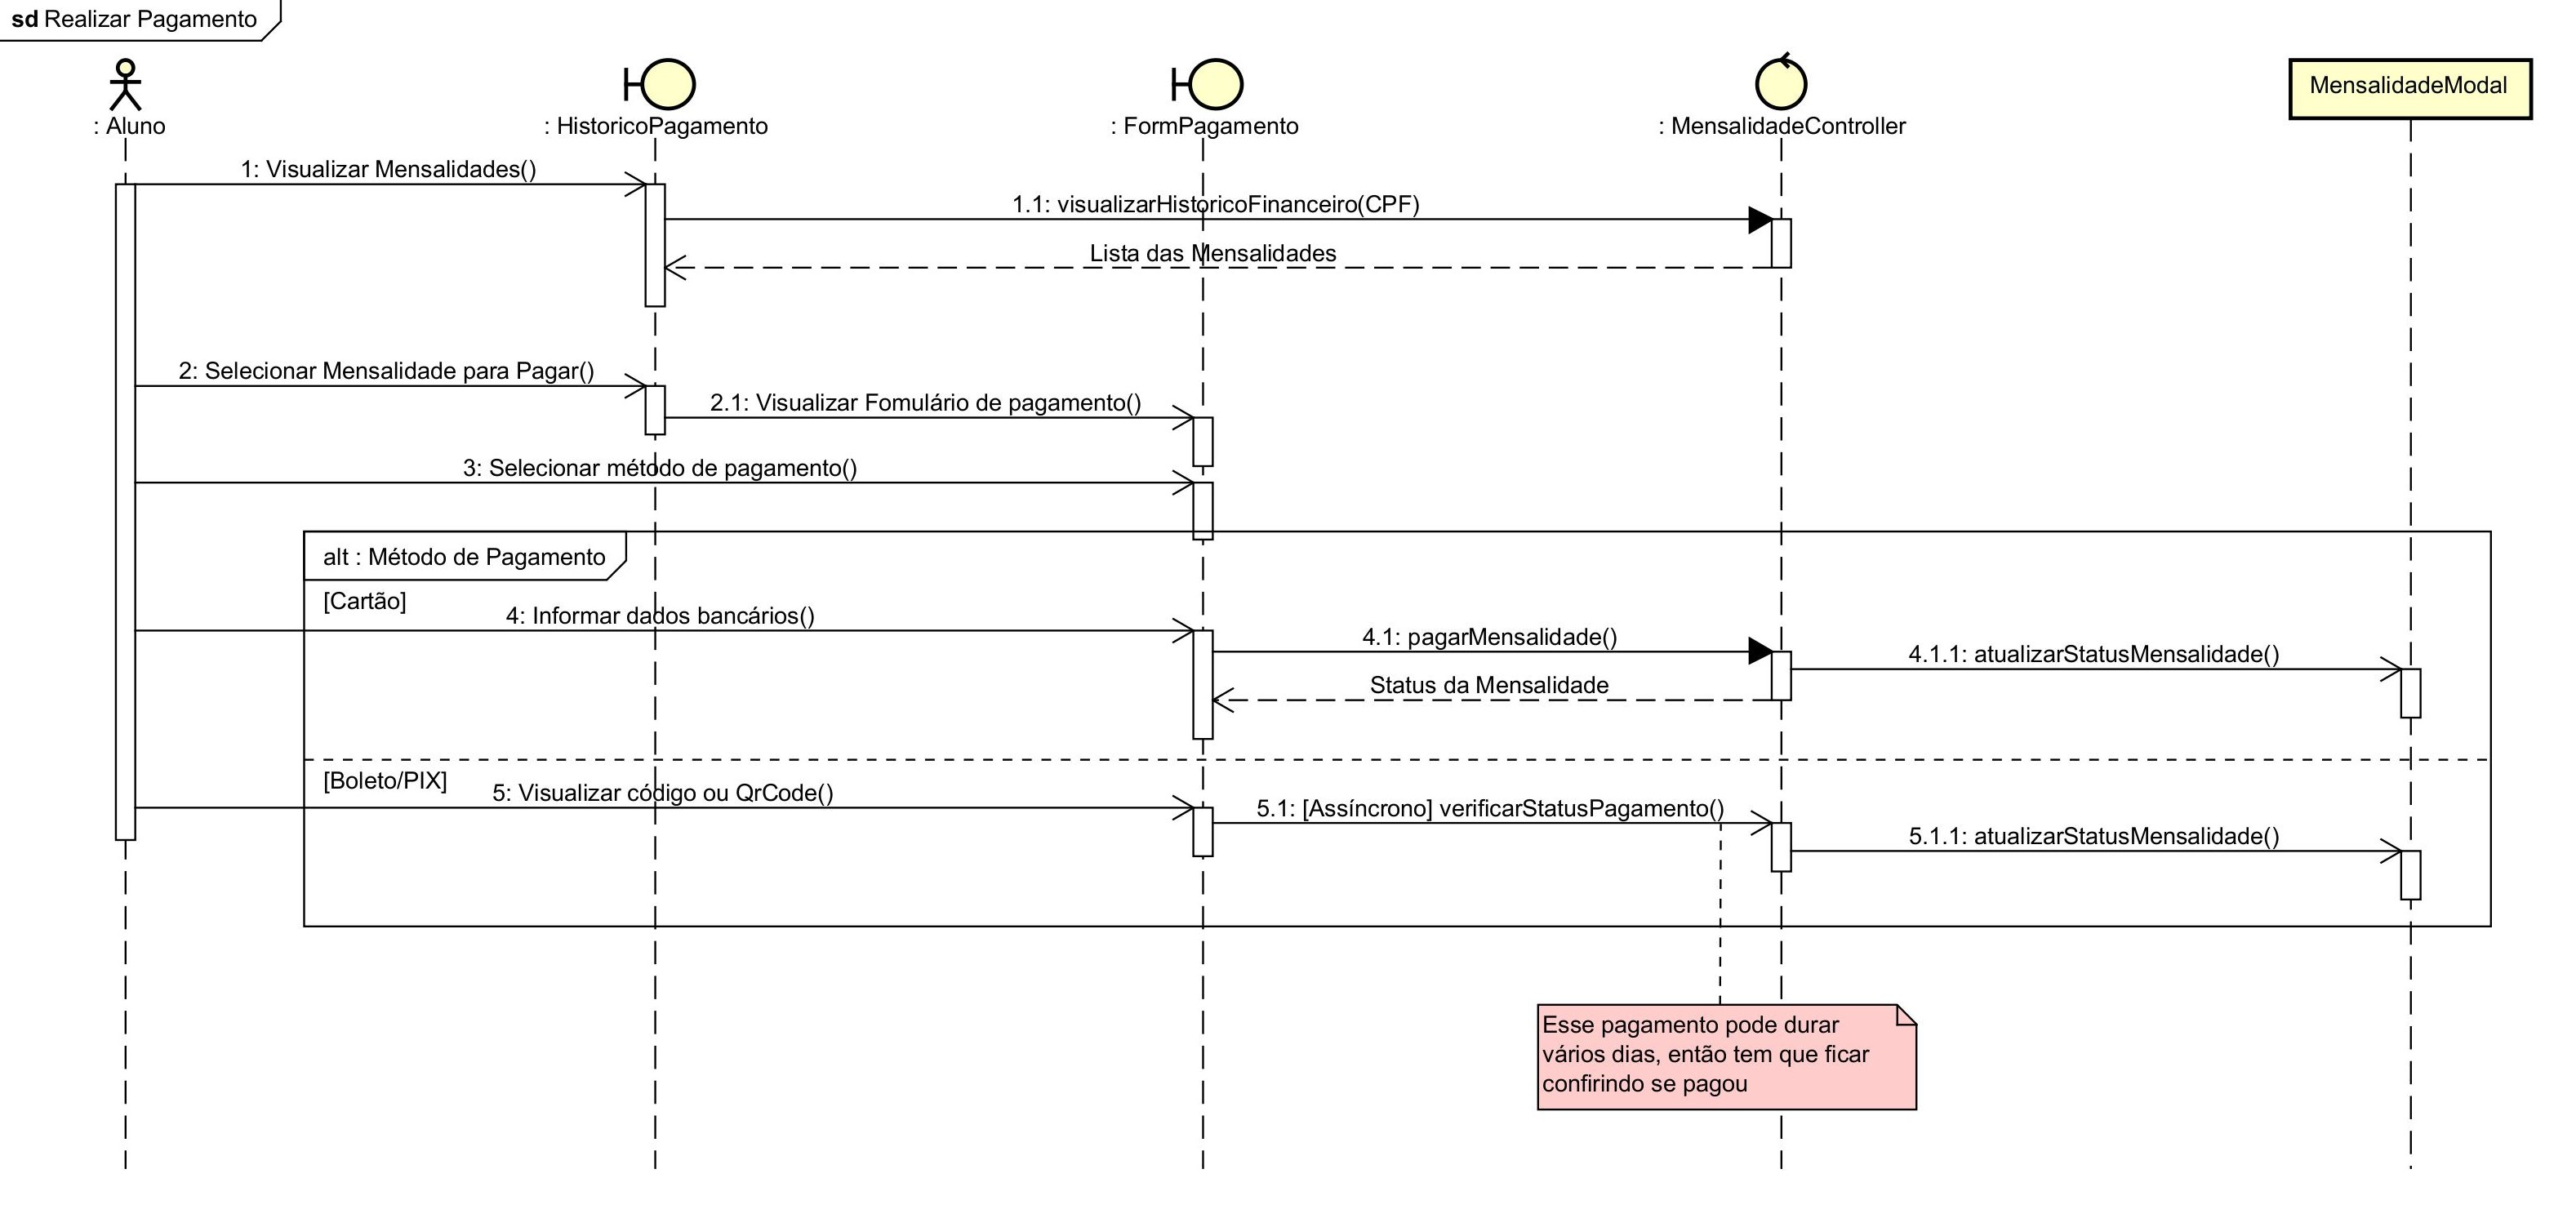 sd Realizar Pagamento
: Aluno
: HistoricoPagamento
: FormPagamento
: MensalidadeController
MensalidadeModal
1: Visualizar Mensalidades()
1.1: visualizarHistoricoFinanceiro(CPF)
Lista das Mensalidades
2: Selecionar Mensalidade para Pagar()
2.1: Visualizar Fomulário de pagamento()
3: Selecionar método de pagamento()
alt : Método de Pagamento
[Cartão]
4: Informar dados bancários()
4.1: pagarMensalidade()
4.1.1: atualizarStatusMensalidade()
Status da Mensalidade
[Boleto/PIX]
5: Visualizar código ou QrCode()
5.1: [Assíncrono] verificarStatusPagamento()
5.1.1: atualizarStatusMensalidade()
Esse pagamento pode durar
vários dias, então tem que ficar
confirindo se pagou